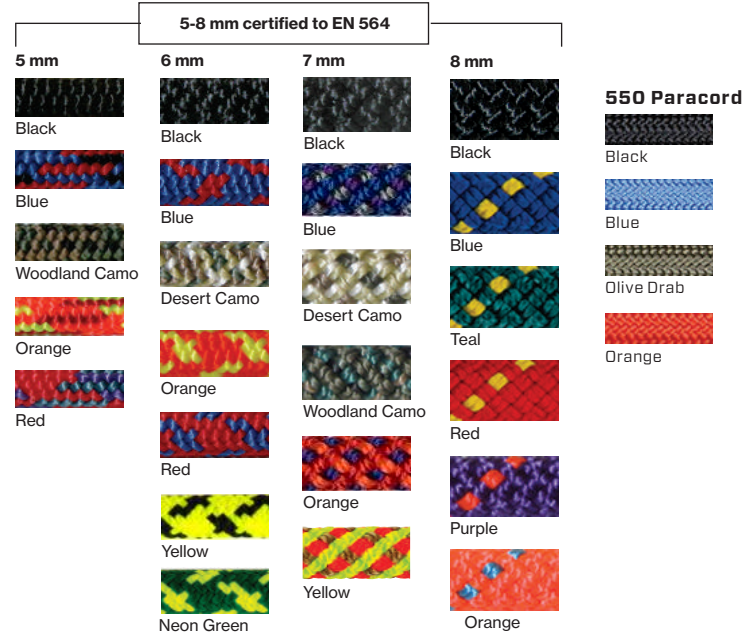 5-8 mm certified to EN 564
5 mm
Black
Blue
Woodland Camo
Orange
Red
6 mm
Black
Blue
Desert Camo
Orange
Red
Yellow
Neon Green
7 mm
Black
Blue
Desert Camo
Woodland Camo
Orange
Yellow
8 mm
Black
Blue
Teal
Red
Purple
Orange
550 Paracord
Black
Blue
Olive Drab
Orange